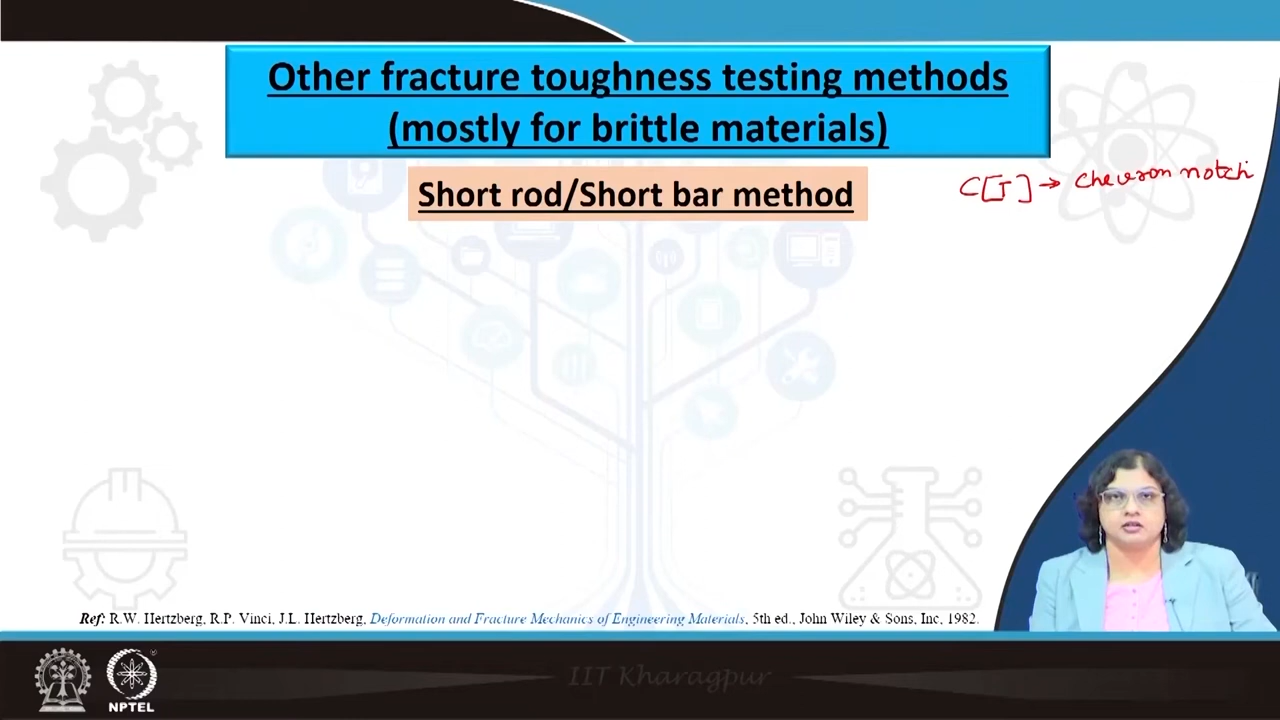 Other fracture toughness testing methods
(mostly for brittle materials)
Short rod/Short bar method
C[T] → chevron notch
Ref: R.W. Hertzberg, R.P. Vinci, J.L. Hertzberg, Deformation and Fracture Mechanics of Engineering Materials, 5th ed., John Wiley & Sons, Inc, 1982.
IIT Kharagpur
NPTEL